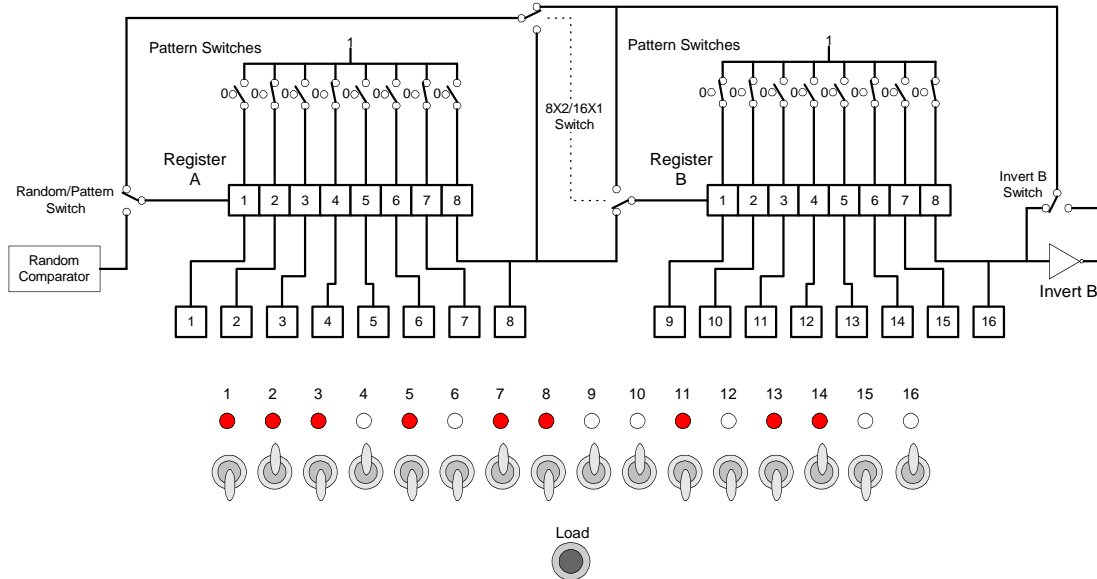 1
1
Pattern Switches
Pattern Switches
0 0 0 0 0 0 0 0
0 0 0 0 0 0 0 0
8X2/16X1
Switch
Register
A
Register
B
Random/Pattern
Switch
Invert B
Switch
1 2 3 4 5 6 7 8
1 2 3 4 5 6 7 8
Random
Comparator
Invert B
1 2 3 4 5 6 7 8
9 10 11 12 13 14 15 16
1 2 3 4 5 6 7 8 9 10 11 12 13 14 15 16
Load